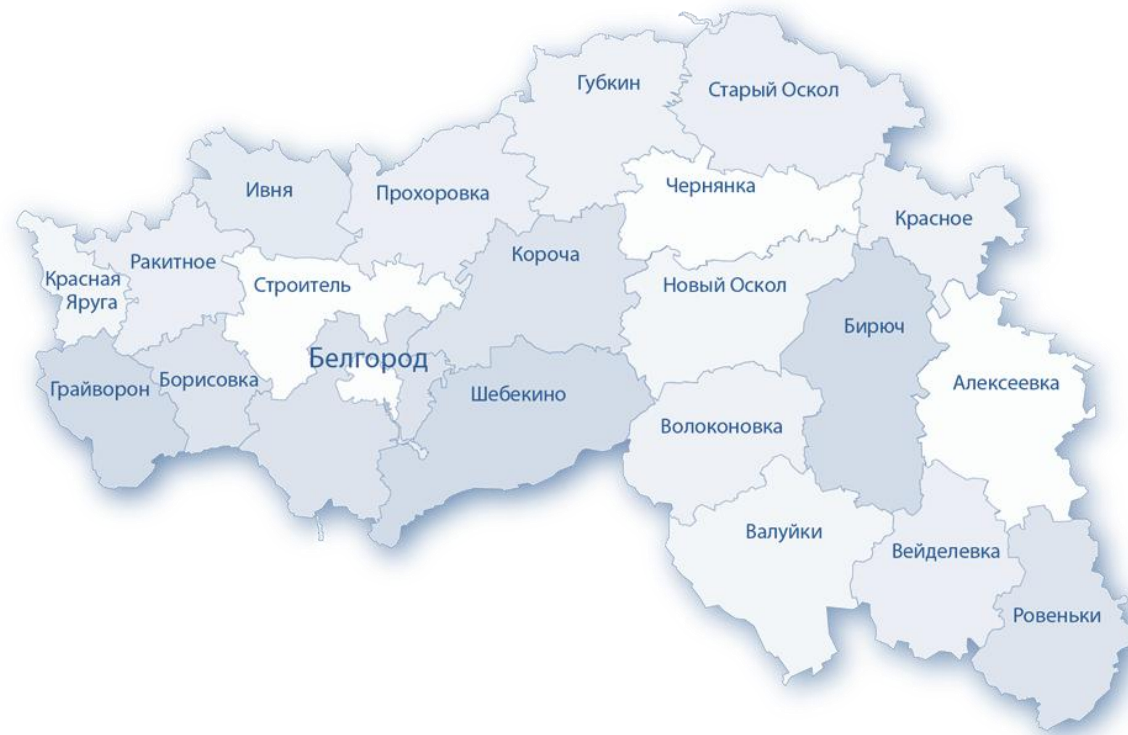 Губкин
Старый Оскол
Ивня
Прохоровка
Чернянка
Красное
Короча
Ракитное
Красная
Яруга
Строитель
Новый Оскол
Бирюч
Белгород
Грайворон
Борисовка
Шебекино
Алексеевка
Волоконовка
Валуйки
Вейделевка
Ровеньки